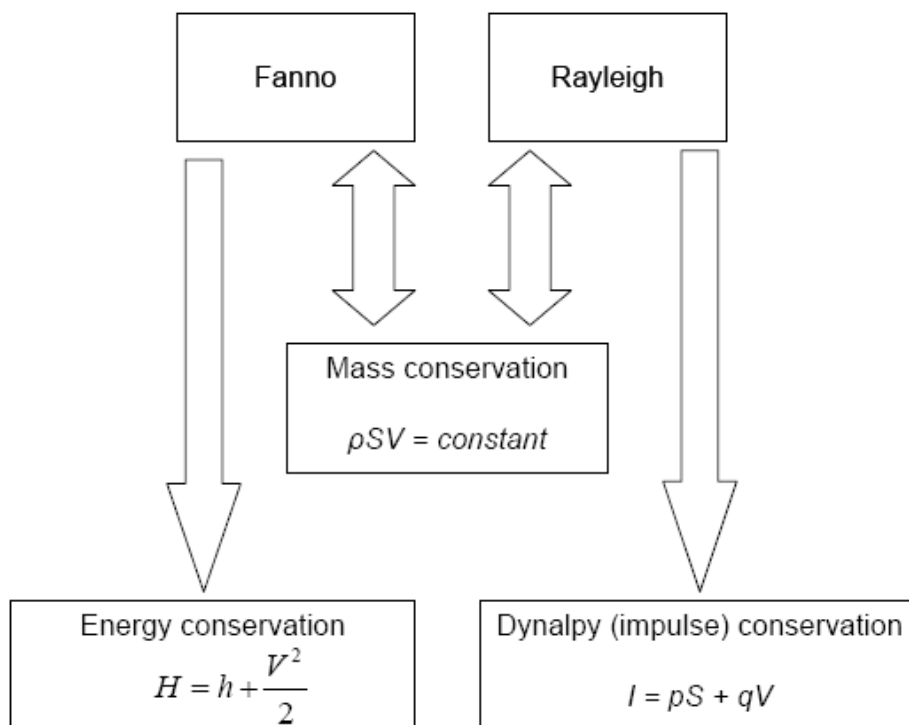 Fanno
Rayleigh
Mass conservation
ρSV = constant
Energy conservation
H = h + V²/2
Dynalpy (impulse) conservation
I = pS + qV